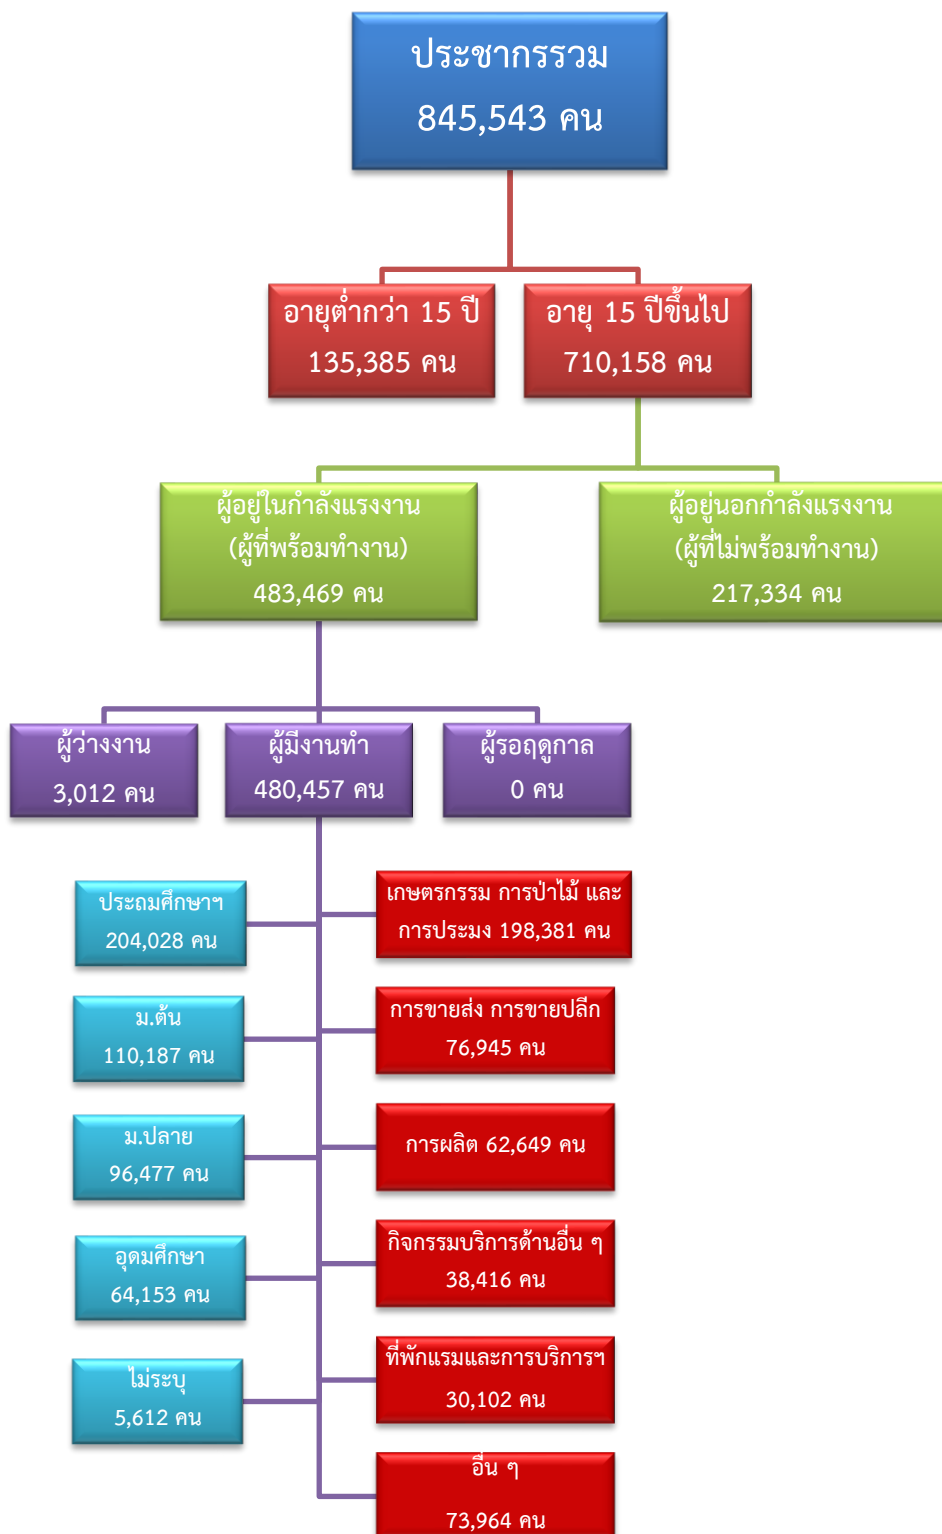 ประชากรรวม
845,543 คน
อายุต่ำกว่า 15 ปี
135,385 คน
อายุ 15 ปีขึ้นไป
710,158 คน
ผู้อยู่ในกำลังแรงงาน
(ผู้ที่พร้อมทำงาน)
483,469 คน
ผู้อยู่นอกกำลังแรงงาน
(ผู้ที่ไม่พร้อมทำงาน)
217,334 คน
ผู้ว่างงาน
3,012 คน
ผู้มีงานทำ
480,457 คน
ผู้รอฤดูกาล
0 คน
ประถมศึกษาฯ
204,028 คน
ม.ต้น
110,187 คน
ม.ปลาย
96,477 คน
อุดมศึกษา
64,153 คน
ไม่ระบุ
5,612 คน
เกษตรกรรม การป่าไม้ และ
การประมง 198,381 คน
การขายส่ง การขายปลีก
76,945 คน
การผลิต 62,649 คน
กิจกรรมบริการด้านอื่น ๆ
38,416 คน
ที่พักแรมและการบริการฯ
30,102 คน
อื่น ๆ
73,964 คน